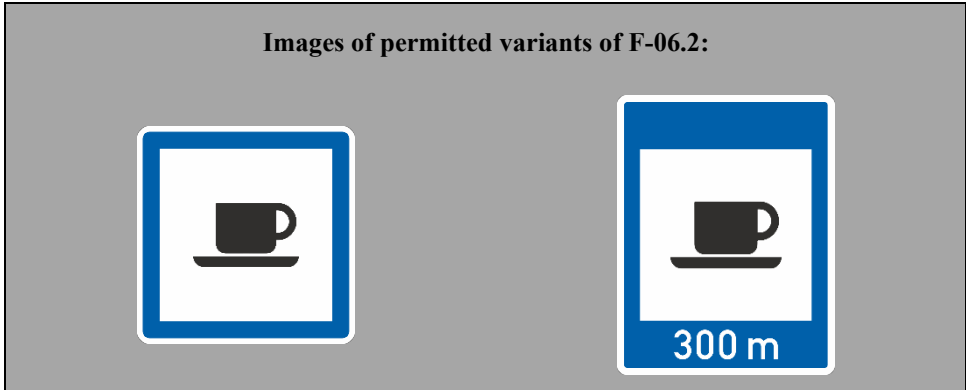 Images of permitted variants of F-06.2:
300 m